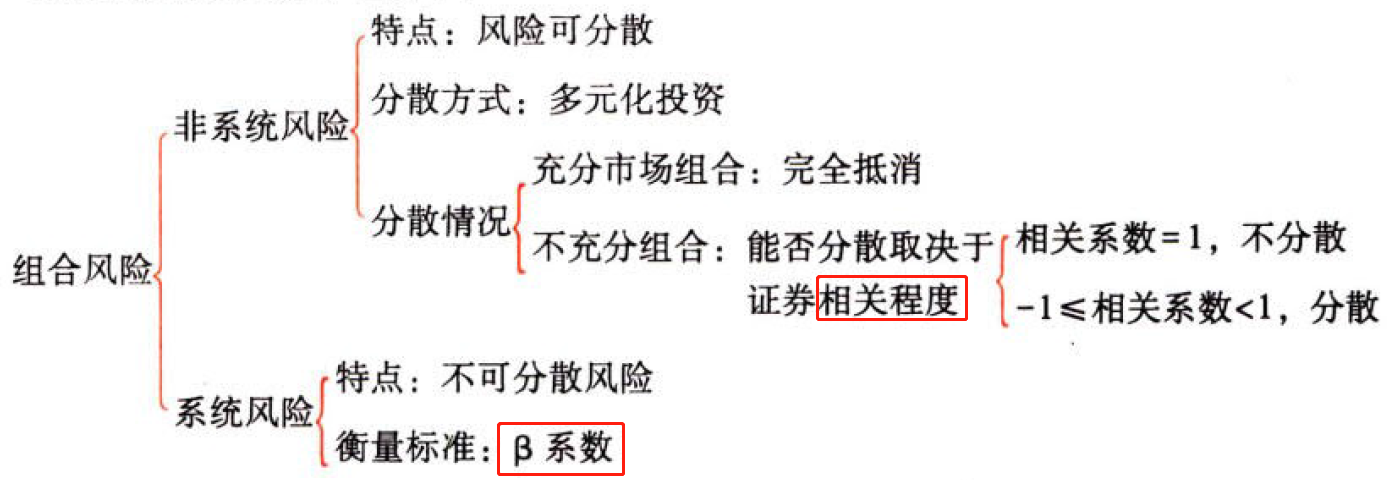 特点：风险可分散
分散方式：多元化投资
非系统风险
充分市场组合：完全抵消
分散情况
不充分组合：能否分散取决于
证券相关程度
相关系数=1，不分散
-1≤相关系数<1，分散
组合风险
特点：不可分散风险
系统风险
衡量标准：β 系数